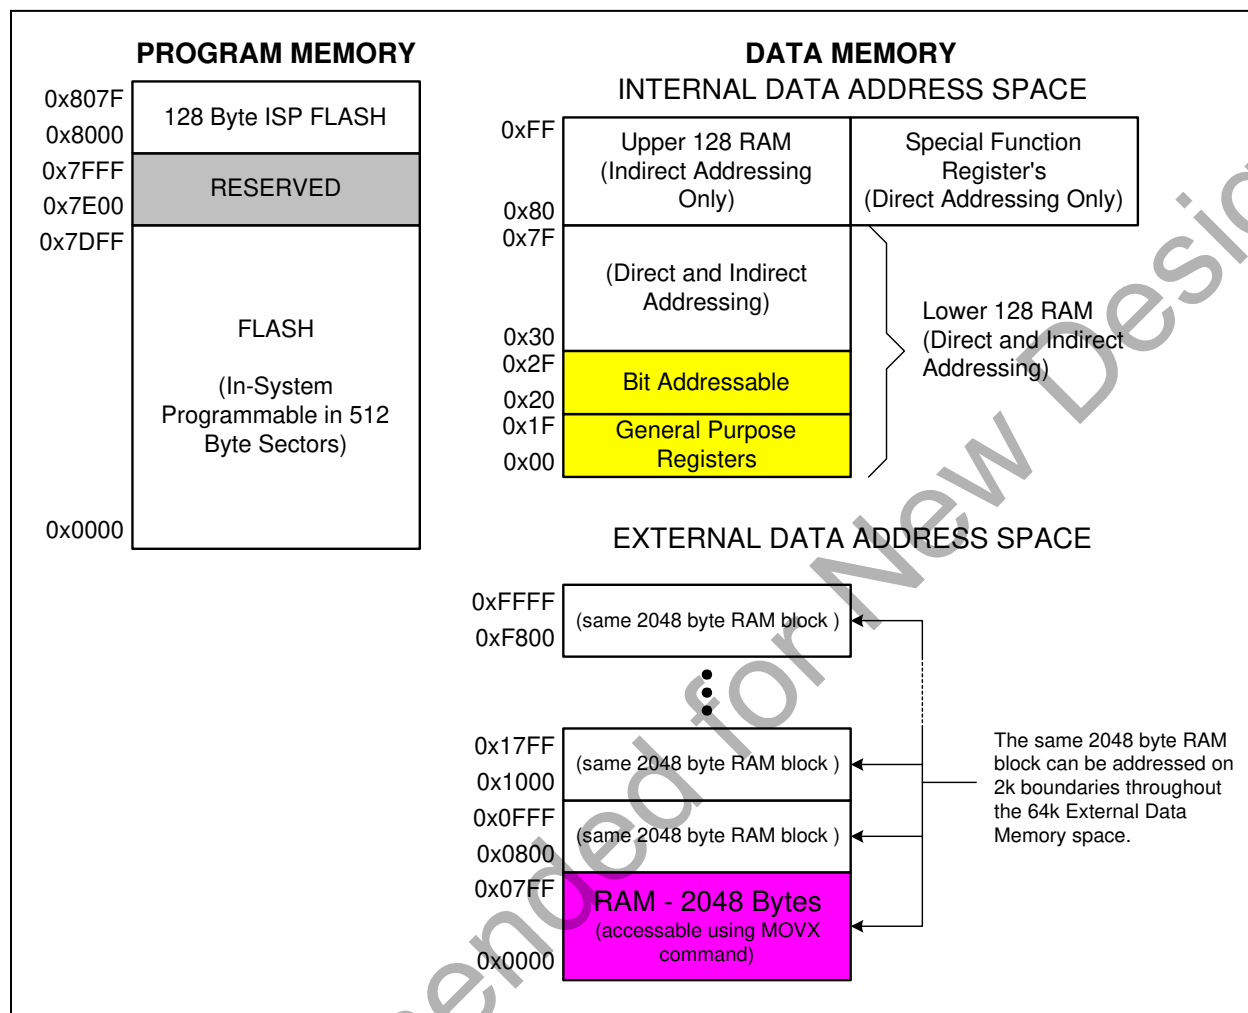 PROGRAM MEMORY
0x807F
0x8000
128 Byte ISP FLASH
0x7FFF
0x7E00
RESERVED
0x7DFF
FLASH
(In-System
Programmable in 512
Byte Sectors)
0x0000
DATA MEMORY
INTERNAL DATA ADDRESS SPACE
0xFF
Upper 128 RAM
(Indirect Addressing
Only)
0x80
Special Function
Register's
(Direct Addressing Only)
0x7F
(Direct and Indirect
Addressing)
0x30
Lower 128 RAM
(Direct and Indirect
Addressing)
0x2F
Bit Addressable
0x20
0x1F
General Purpose
Registers
0x00
EXTERNAL DATA ADDRESS SPACE
0xFFFF
(same 2048 byte RAM block )
0xF800
0x17FF
(same 2048 byte RAM block )
0x1000
0x0FFF
(same 2048 byte RAM block )
0x0800
0x07FF
RAM - 2048 Bytes
(accessable using MOVX
command)
0x0000
The same 2048 byte RAM
block can be addressed on
2k boundaries throughout
the 64k External Data
Memory space.
for New